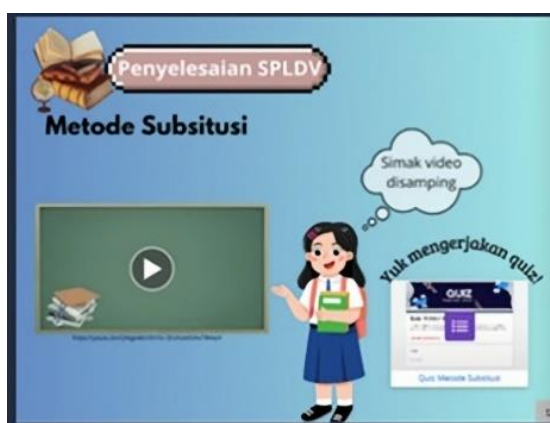 Penyelesaian SPLDV
Metode Subsitusi
Simak video
disamping
Yuk mengerjakan quiz!
QUIZ
Quiz Metode Subsitusi